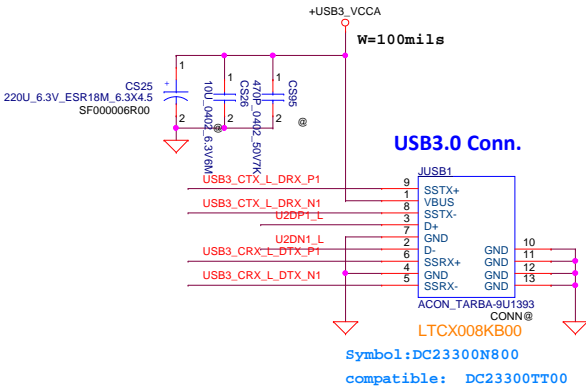 +USB3_VCCA
W=100mils
1
1
1
CS25
220U_6.3V_ESR18M_6.3X4.5
SF000006R00
+
2
2
2
CS26
10U_0402_6.3V6M
@
CS95
470P_0402_50V7K
@
USB3.0 Conn.
JUSB1
USB3_CTX_L_DRX_P1
9
SSTX+
1
VBUS
USB3_CTX_L_DRX_N1
8
SSTX-
U2DP1_L
3
D+
7
GND
U2DN1_L
2
D-
GND
10
USB3_CRX_L_DTX_P1
6
SSRX+
GND
11
4
GND
GND
12
USB3_CRX_L_DTX_N1
5
SSRX-
GND
13
ACON_TARBA-9U1393
CONN@
LTCX008KB00
Symbol:DC23300N800
compatible: DC23300TT00